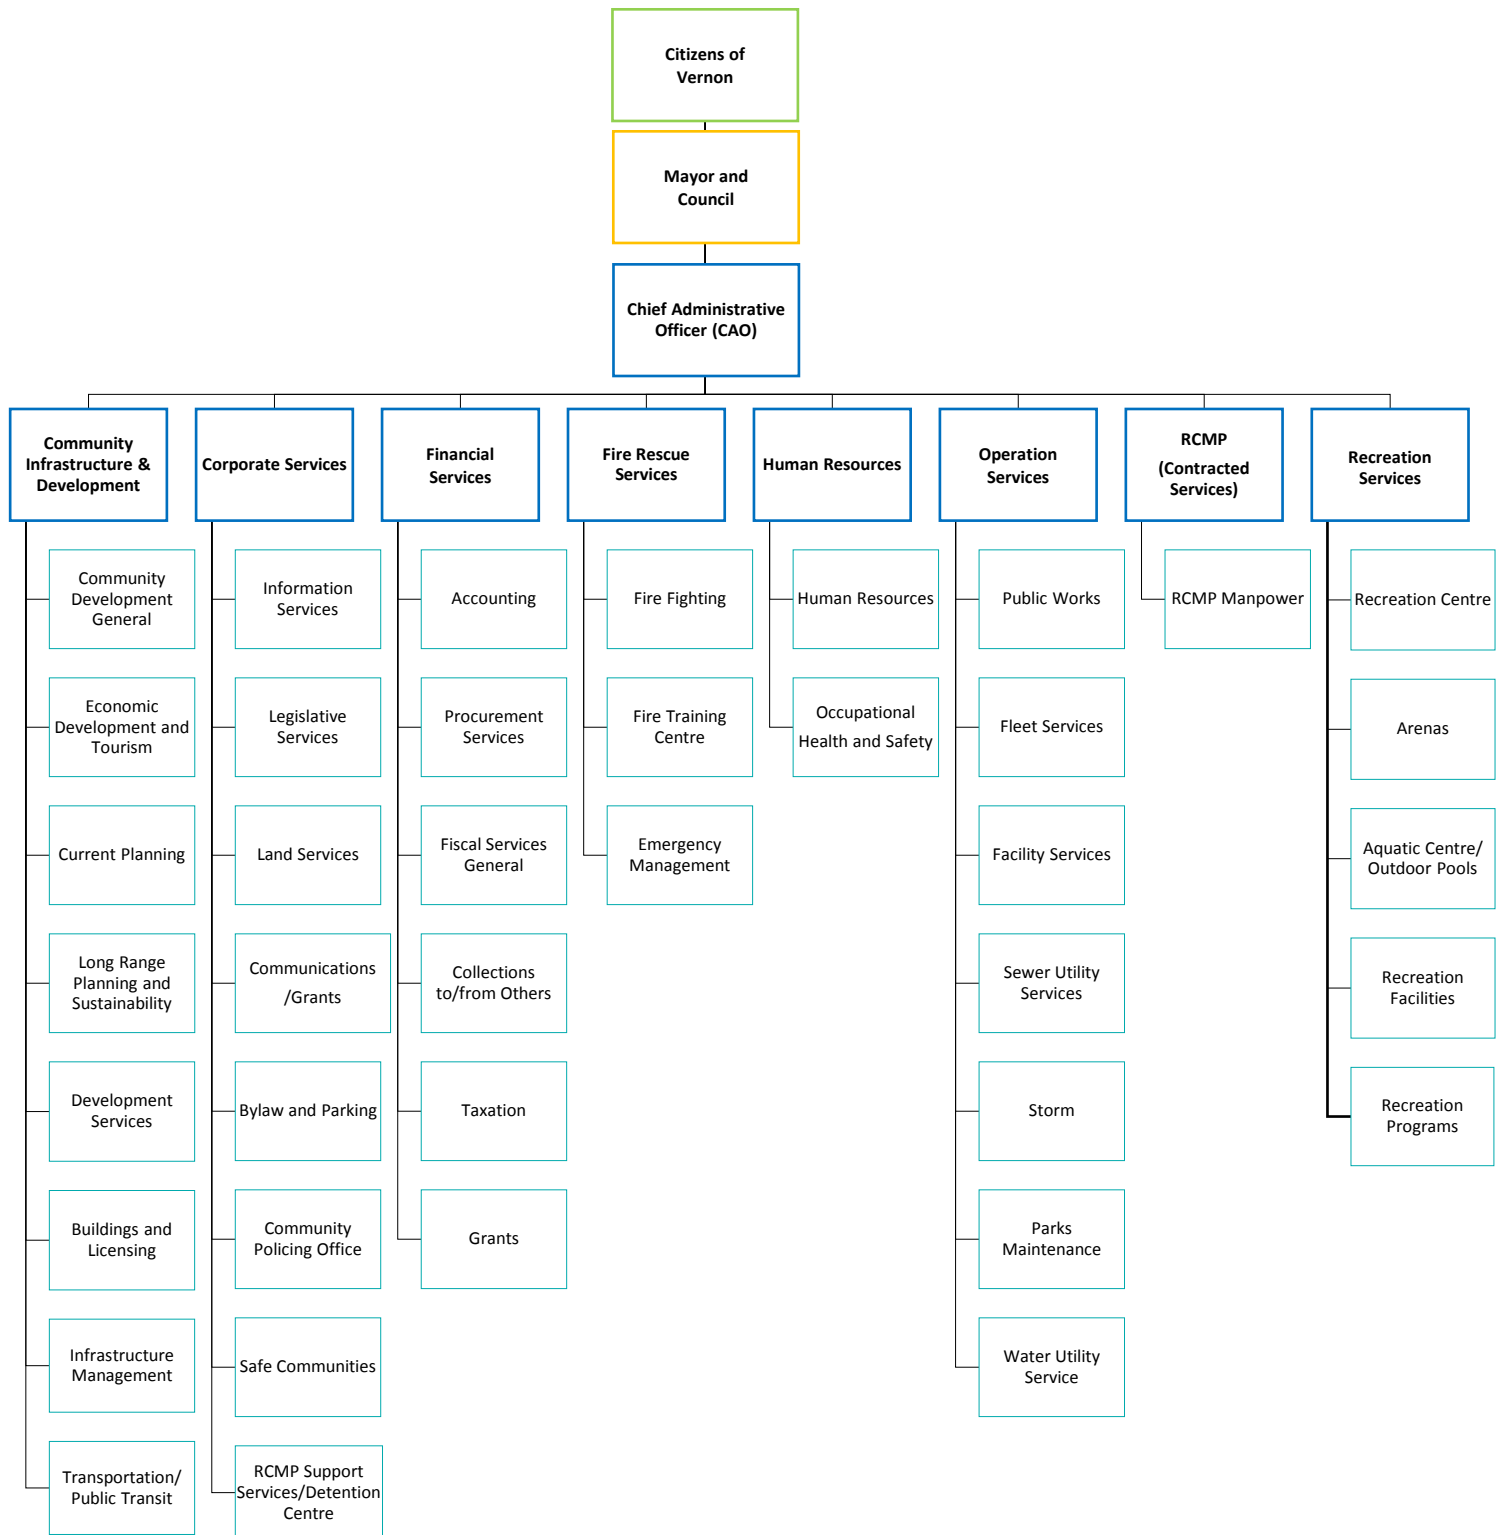 Citizens of
Vernon
Mayor and
Council
Chief Administrative
Officer (CAO)
Community
Infrastructure &
Development
Corporate Services
Financial
Services
Fire Rescue
Services
Human Resources
Operation
Services
RCMP
(Contracted
Services)
Recreation
Services
Community
Development
General
Economic
Development and
Tourism
Current Planning
Long Range
Planning and
Sustainability
Development
Services
Buildings and
Licensing
Infrastructure
Management
Transportation/
Public Transit
Information
Services
Legislative
Services
Land Services
Communications
/Grants
Bylaw and Parking
Community
Policing Office
Safe Communities
RCMP Support
Services/Detention
Centre
Accounting
Procurement
Services
Fiscal Services
General
Collections
to/from Others
Taxation
Grants
Fire Fighting
Fire Training
Centre
Emergency
Management
Human Resources
Occupational
Health and Safety
Public Works
Fleet Services
Facility Services
Sewer Utility
Services
Storm
Parks
Maintenance
Water Utility
Service
RCMP Manpower
Recreation Centre
Arenas
Aquatic Centre/
Outdoor Pools
Recreation
Facilities
Recreation
Programs